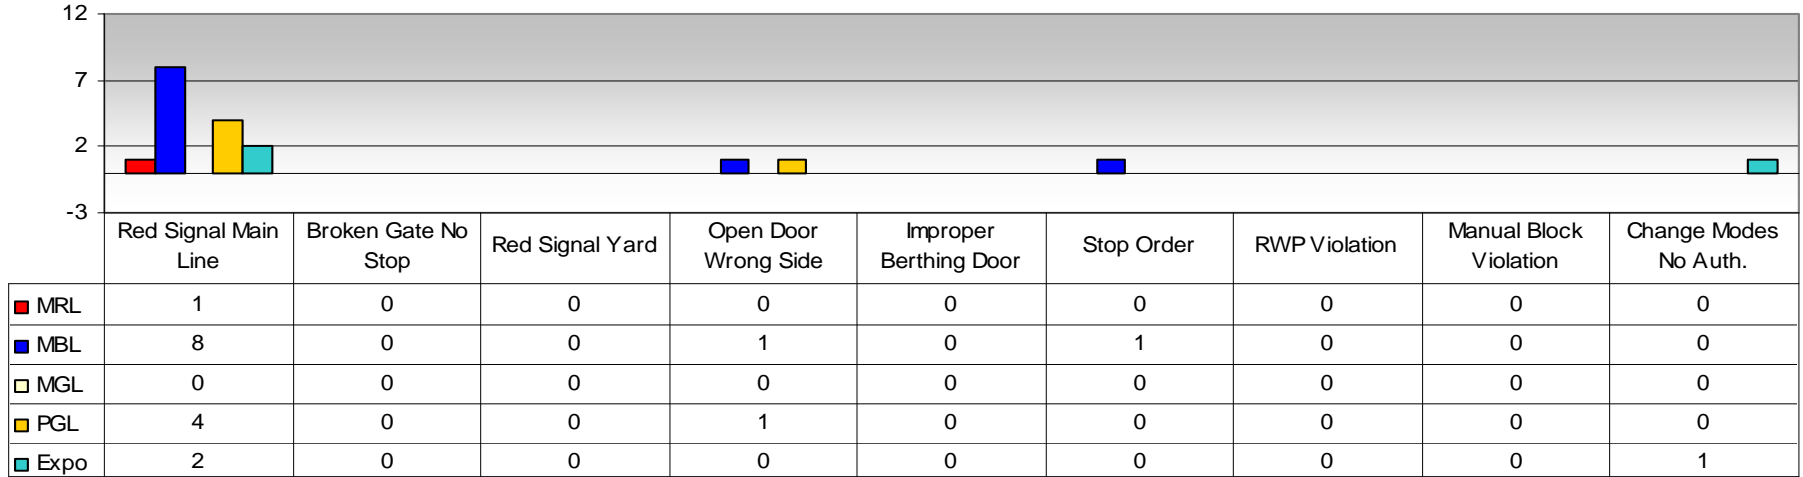 12
7
2
-3
Red Signal Main Line
Broken Gate No Stop
Red Signal Yard
Open Door Wrong Side
Improper Berthing Door
Stop Order
RWP Violation
Manual Block Violation
Change Modes No Auth.
MRL 1 0 0 0 0 0 0 0 0
MBL 8 0 0 1 0 1 0 0 0
MGL 0 0 0 0 0 0 0 0 0
PGL 4 0 0 1 0 0 0 0 0
Expo 2 0 0 0 0 0 0 0 1